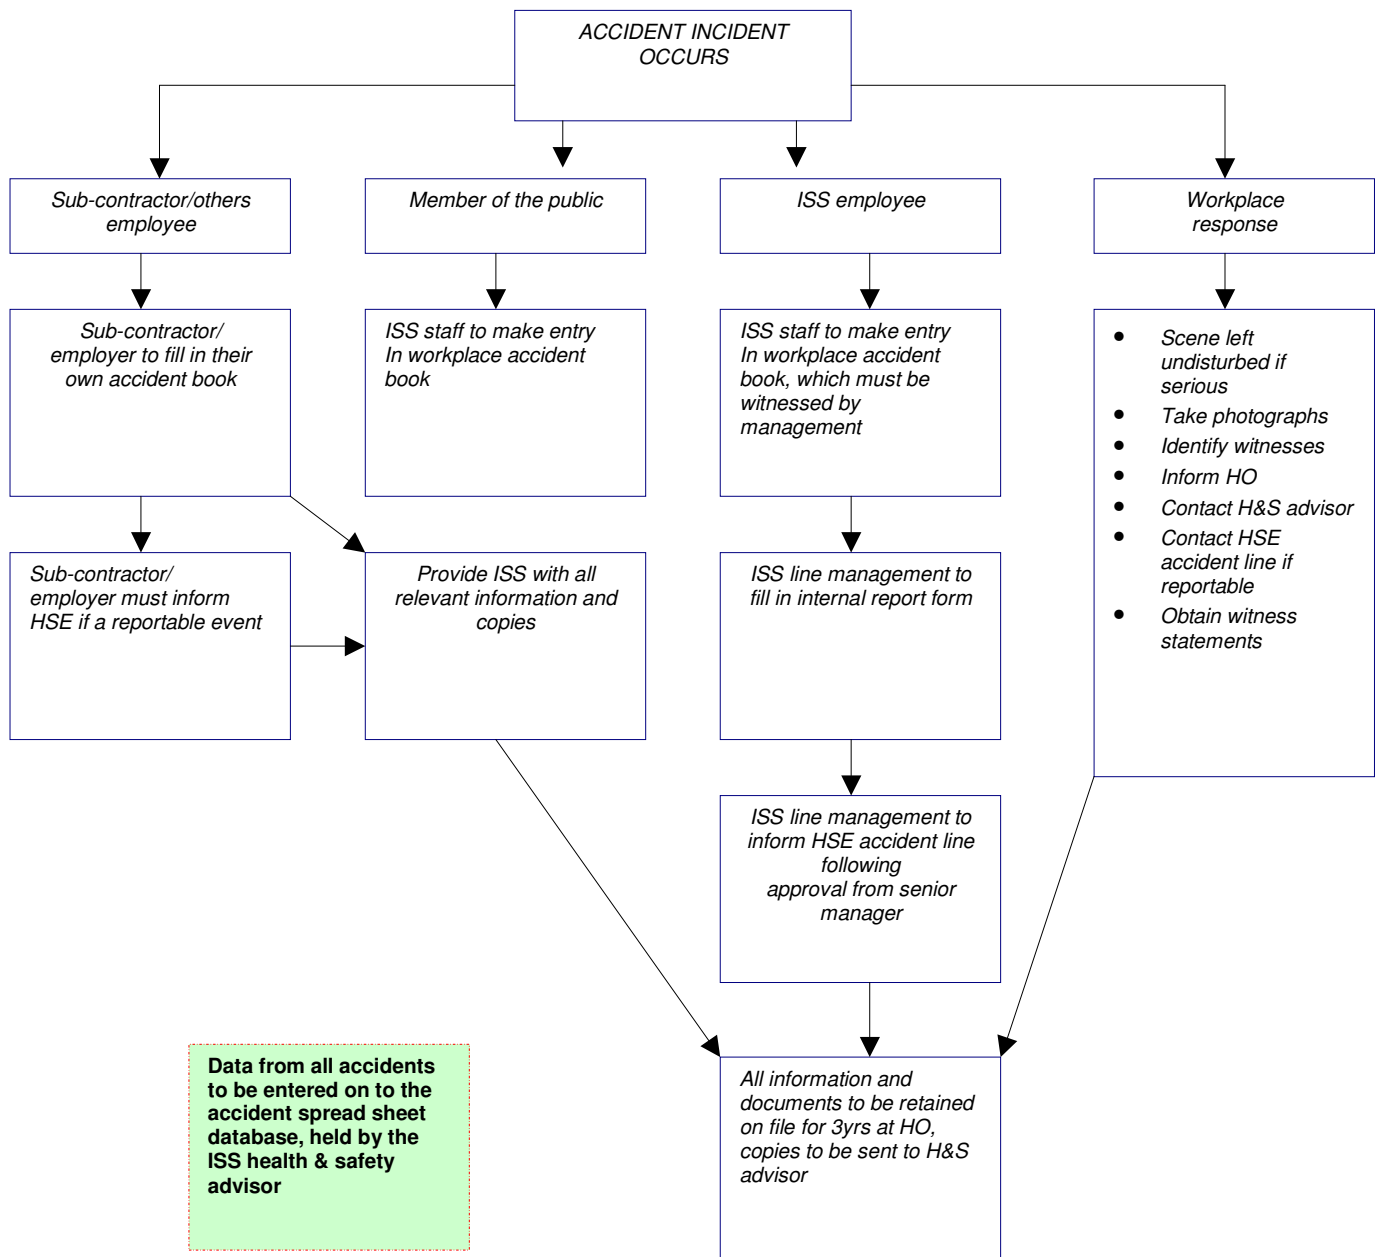 ACCIDENT INCIDENT
OCCURS
Sub-contractor/others
employee
Member of the public
ISS employee
Workplace
response
Sub-contractor/
employer to fill in their
own accident book
ISS staff to make entry
In workplace accident
book
ISS staff to make entry
In workplace accident
book, which must be
witnessed by
management
• Scene left
undisturbed if
serious
• Take photographs
• Identify witnesses
• Inform HO
• Contact H&S advisor
• Contact HSE
accident line if
reportable
• Obtain witness
statements
Sub-contractor/
employer must inform
HSE if a reportable event
Provide ISS with all
relevant information and
copies
ISS line management to
fill in internal report form
ISS line management to
inform HSE accident line
following
approval from senior
manager
Data from all accidents
to be entered on to the
accident spread sheet
database, held by the
ISS health & safety
advisor
All information and
documents to be retained
on file for 3yrs at HO,
copies to be sent to H&S
advisor